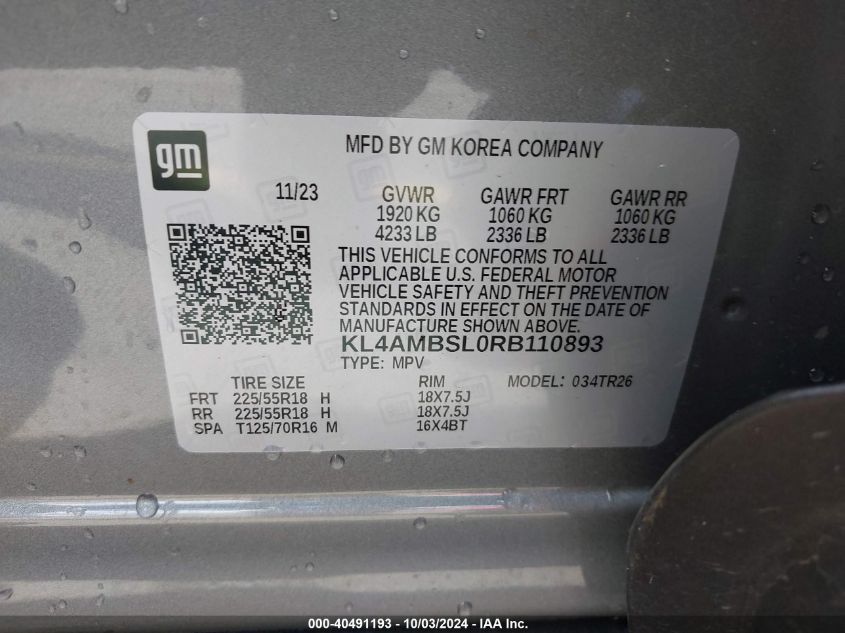 gm
MFD BY GM KOREA COMPANY
11/23 GVWR GAWR FRT GAWR RR
1920 KG 1060 KG 1060 KG
4233 LB 2336 LB 2336 LB
THIS VEHICLE CONFORMS TO ALL
APPLICABLE U.S. FEDERAL MOTOR
VEHICLE SAFETY AND THEFT PREVENTION
STANDARDS IN EFFECT ON THE DATE OF
MANUFACTURE SHOWN ABOVE.
KL4AMBSL0RB110893
TYPE: MPV
TIRE SIZE RIM MODEL: 034TR26
FRT 225/55R18 H 18X7.5J
RR 225/55R18 H 18X7.5J
SPA T125/70R16 M 16X4BT
000-40491193 - 10/03/2024 - IAA Inc.